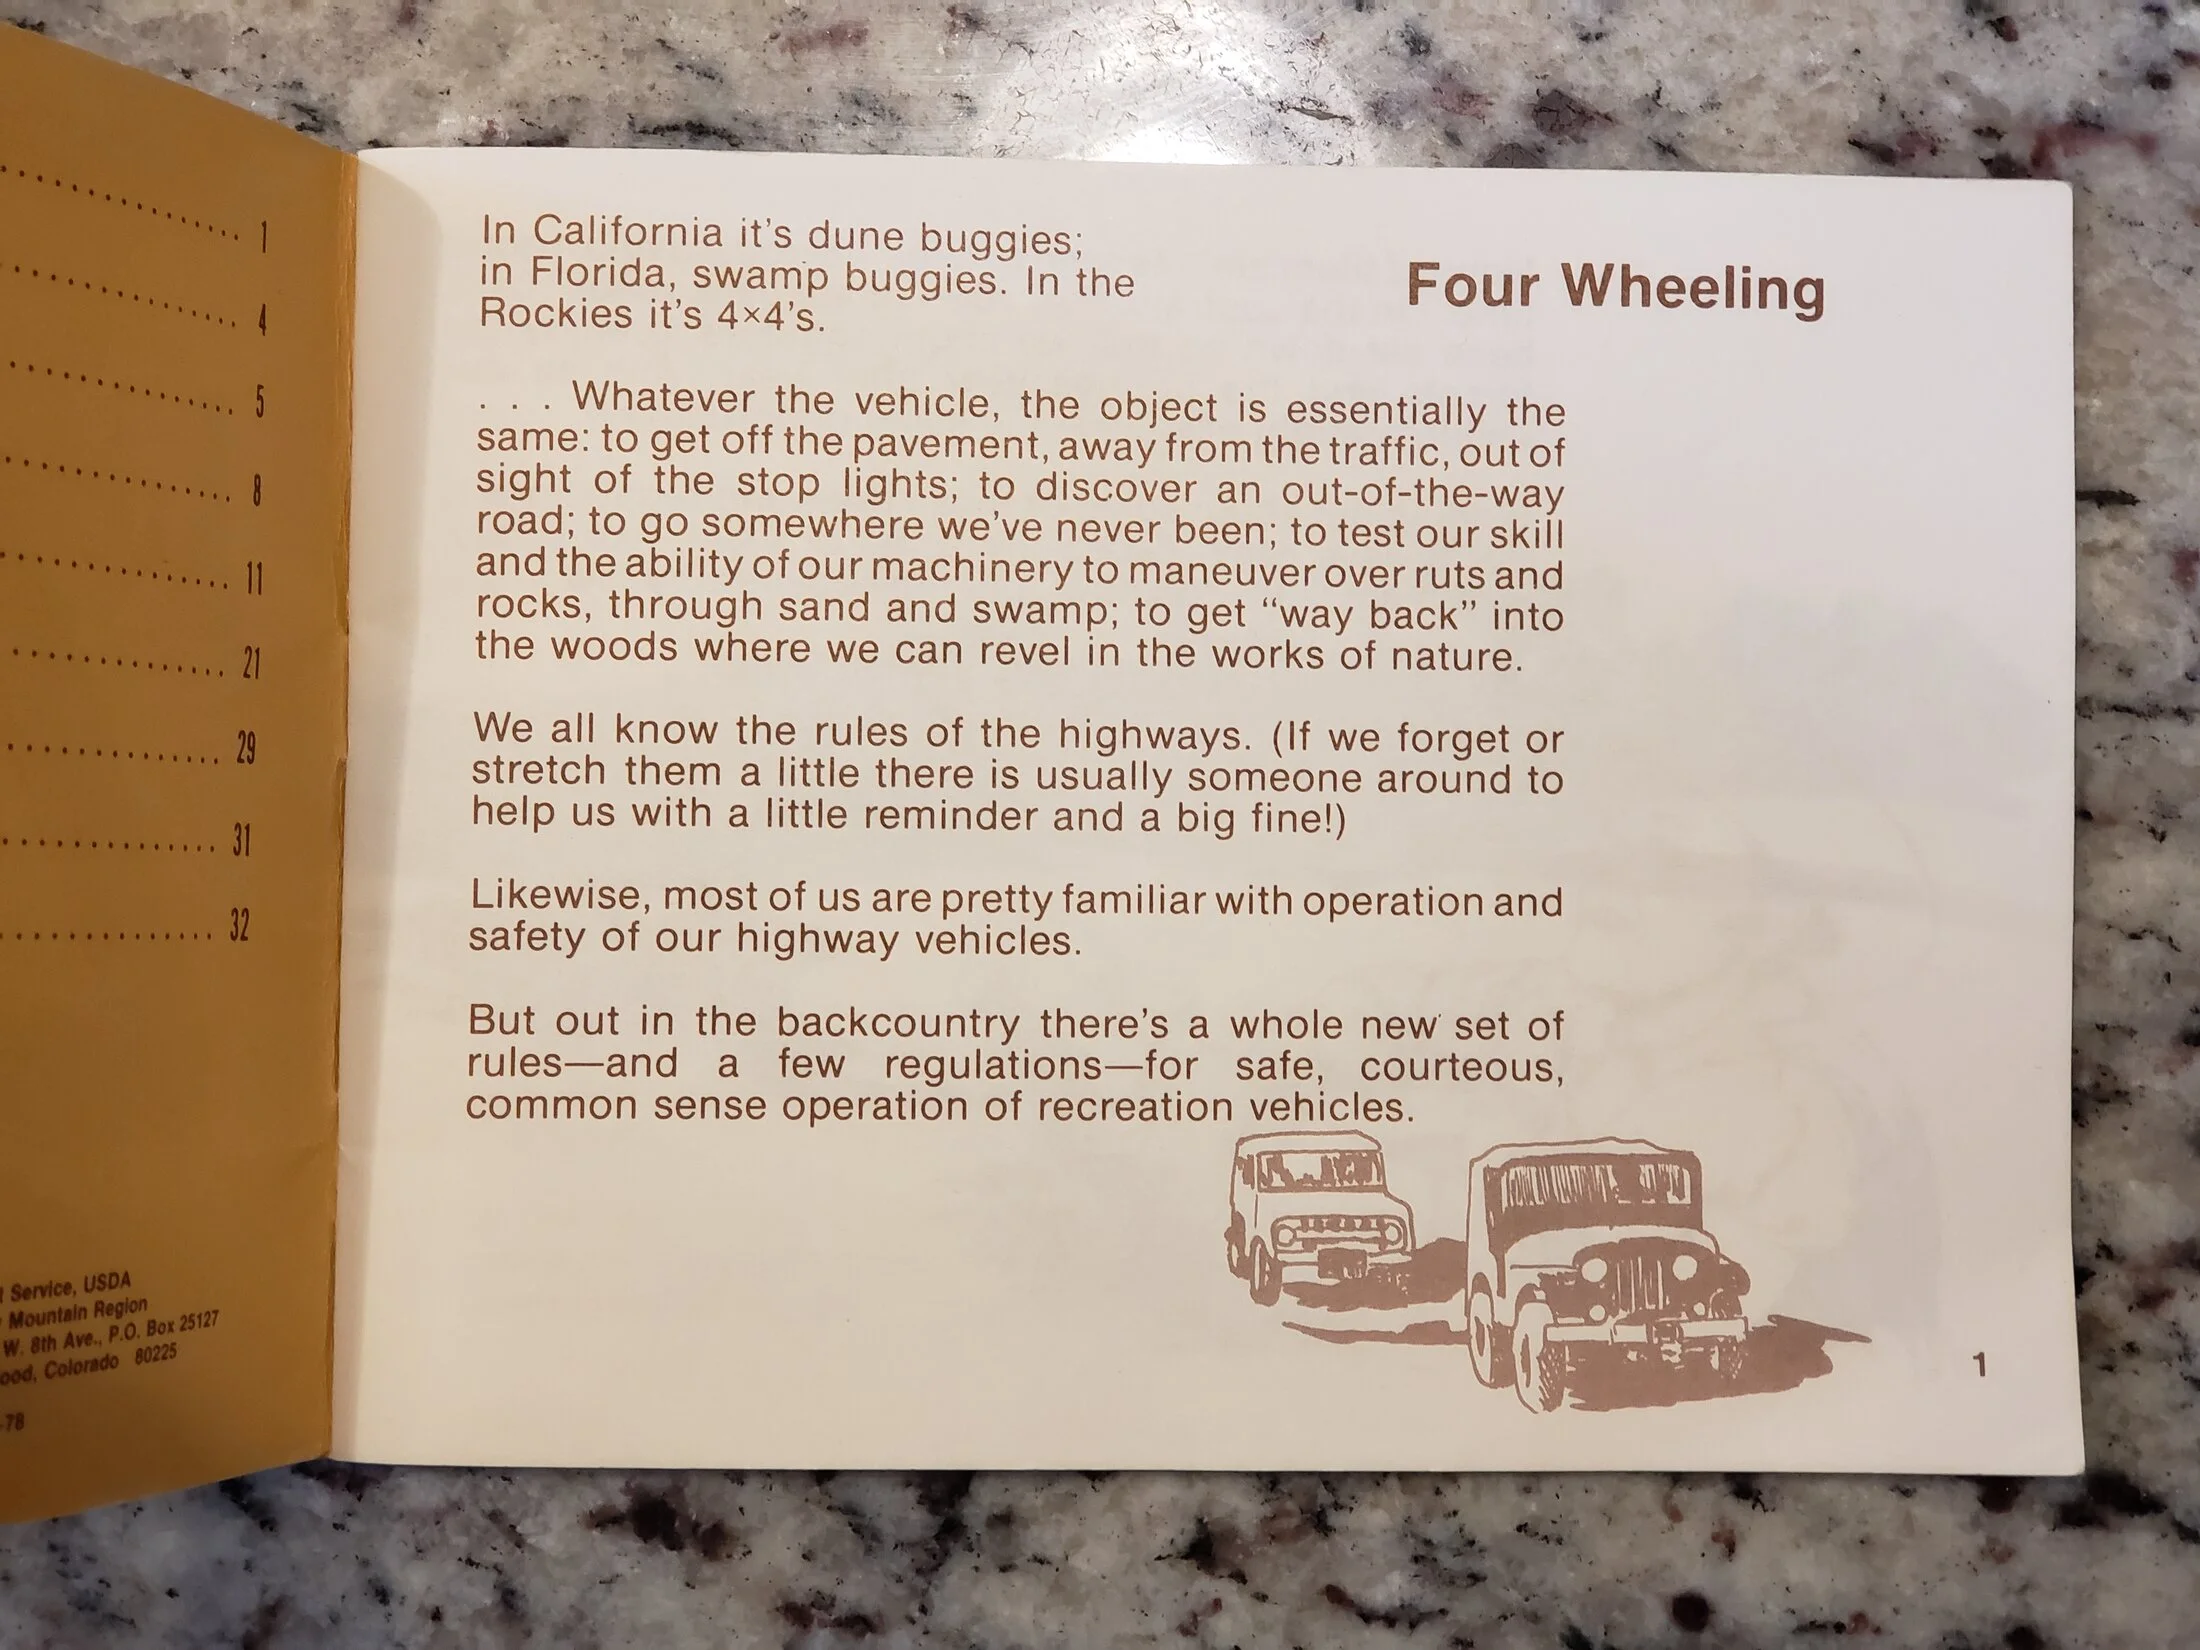 ..................... 1
..................... 4
..................... 5
..................... 8
..................... 11
..................... 21
..................... 29
..................... 31
..................... 32
Service, USDA
Mountain Region
W. 8th Ave., P.O. Box 25127
Colorado 80225
-78
Four Wheeling
In California it's dune buggies;
in Florida, swamp buggies. In the
Rockies it's 4×4's.
. . . Whatever the vehicle, the object is essentially the
same: to get off the pavement, away from the traffic, out of
sight of the stop lights; to discover an out-of-the-way
road; to go somewhere we've never been; to test our skill
and the ability of our machinery to maneuver over ruts and
rocks, through sand and swamp; to get “way back” into
the woods where we can revel in the works of nature.
We all know the rules of the highways. (If we forget or
stretch them a little there is usually someone around to
help us with a little reminder and a big fine!)
Likewise, most of us are pretty familiar with operation and
safety of our highway vehicles.
But out in the backcountry there's a whole new set of
rules—and a few regulations—for safe, courteous,
common sense operation of recreation vehicles.
1